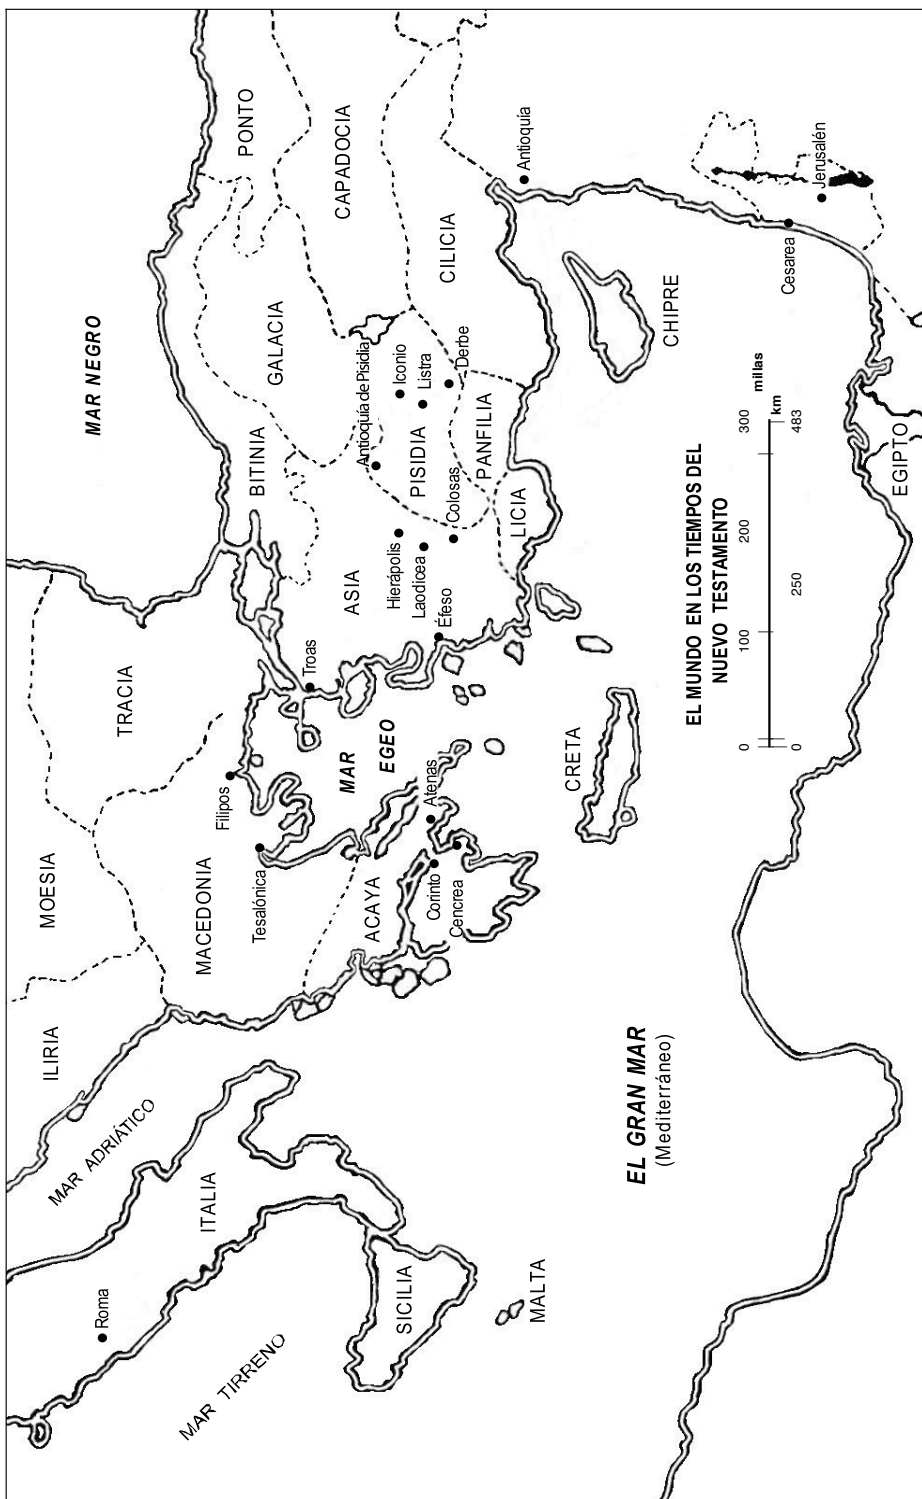 EL MUNDO EN LOS TIEMPOS DEL
NUEVO TESTAMENTO
0 100 200 300 millas
0 250 483 km
MAR NEGRO
MAR ADRIÁTICO
MAR TIRRENO
MAR
EGEO
EL GRAN MAR
(Mediterráneo)
ILIRIA
MOESIA
TRACIA
MACEDONIA
ACAYA
ITALIA
SICILIA
MALTA
CRETA
CHIPRE
BITINIA
PONTO
GALACIA
CAPADOCIA
ASIA
PISIDIA
PANFILIA
LICIA
CILICIA
EGIPTO
Roma
Filipos
Tesalónica
Atenas
Corinto
Cencrea
Troas
Éfeso
Hierápolis
Laodicea
Colosas
Antioquía de Pisidia
Iconio
Listra
Derbe
Antioquía
Cesarea
Jerusalén